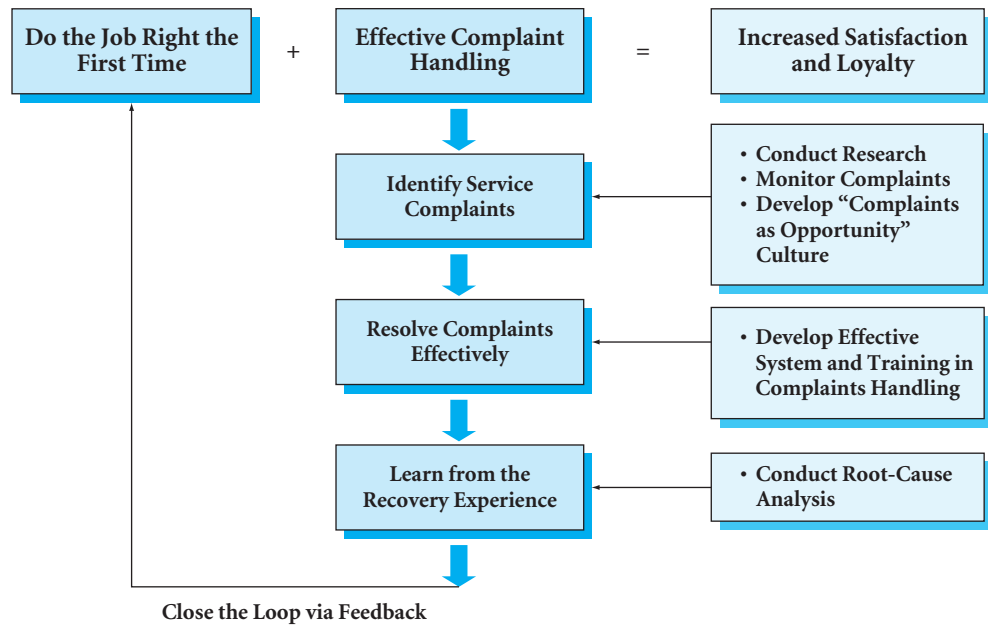 Do the Job Right the
First Time
+
Effective Complaint
Handling
=
Increased Satisfaction
and Loyalty
Identify Service
Complaints
• Conduct Research
• Monitor Complaints
• Develop “Complaints
as Opportunity”
Culture
Resolve Complaints
Effectively
• Develop Effective
System and Training in
Complaints Handling
Learn from the
Recovery Experience
• Conduct Root-Cause
Analysis
Close the Loop via Feedback